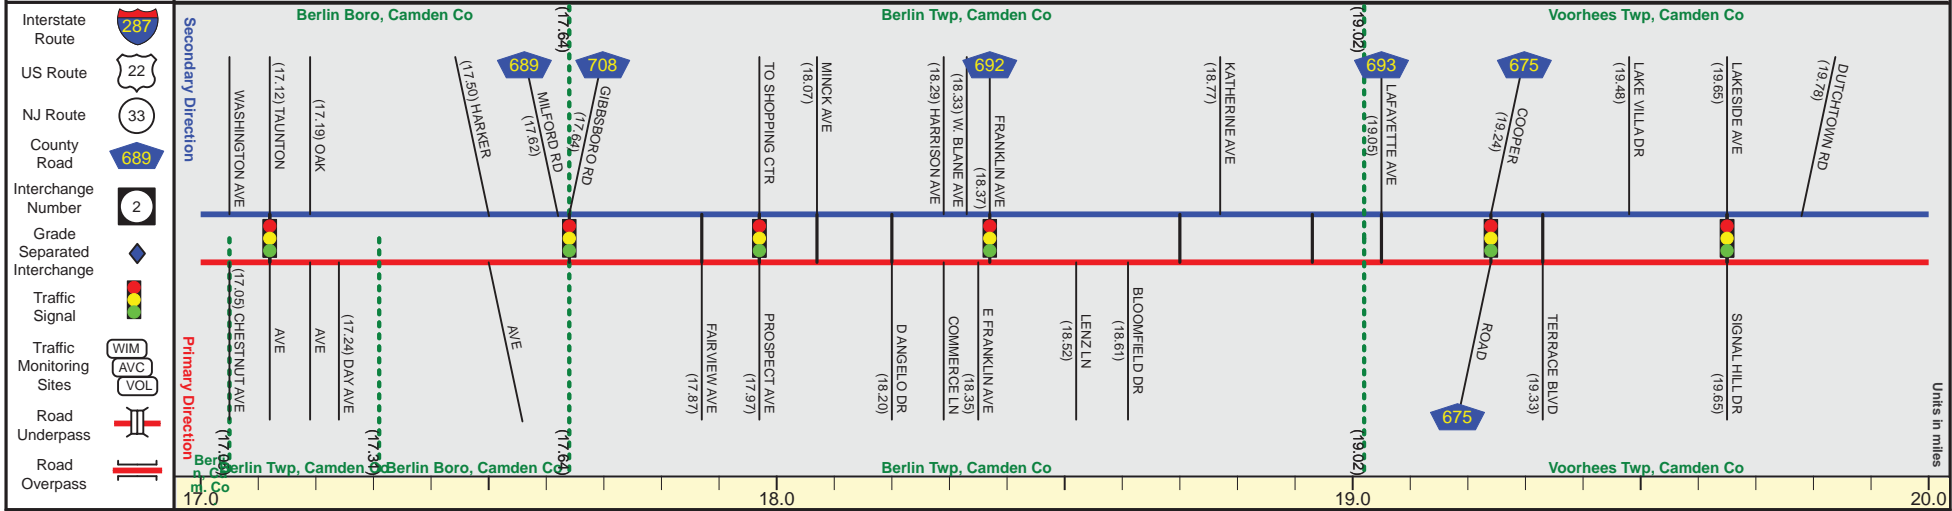 Interstate
Route
287
US Route
22
NJ Route
33
County
Road
689
Interchange
Number
2
Grade
Separated
Interchange
Traffic
Signal
Traffic
Monitoring
Sites
WIM
AVC
VOL
Road
Underpass
Road
Overpass
Secondary Direction
Primary Direction
Berlin Boro, Camden Co
(17.64)
Berlin Twp, Camden Co
(19.02)
Voorhees Twp, Camden Co
WASHINGTON AVE
(17.12) TAUNTON
(17.19) OAK
(17.50) HARKER
689
MILFORD RD
(17.62)
708
GIBBSBORO RD
(17.64)
TO SHOPPING CTR
MINCK AVE
(18.07)
(18.29) HARRISON AVE
(18.33) W. BLANE AVE
692
FRANKLIN AVE
(18.37)
KATHERINE AVE
(18.77)
693
LAFAYETTE AVE
(19.05)
675
COOPER
(19.24)
LAKE VILLA DR
(19.48)
LAKESIDE AVE
(19.65)
DUTCHTOWN RD
(19.78)
(17.05) CHESTNUT AVE
AVE
AVE
(17.24) DAY AVE
AVE
FAIRVIEW AVE
(17.87)
PROSPECT AVE
(17.97)
D ANGELO DR
(18.20)
COMMERCE LN
E FRANKLIN AVE
(18.35)
LENZ LN
(18.52)
BLOOMFIELD DR
(18.61)
ROAD
675
TERRACE BLVD
(19.33)
SIGNAL HILL DR
(19.65)
Units in miles
(17.31)
(17.64)
(19.02)
Berlin Twp, Camden Co
Berlin Boro, Camden Co
Berlin Twp, Camden Co
Voorhees Twp, Camden Co
17.0
18.0
19.0
20.0